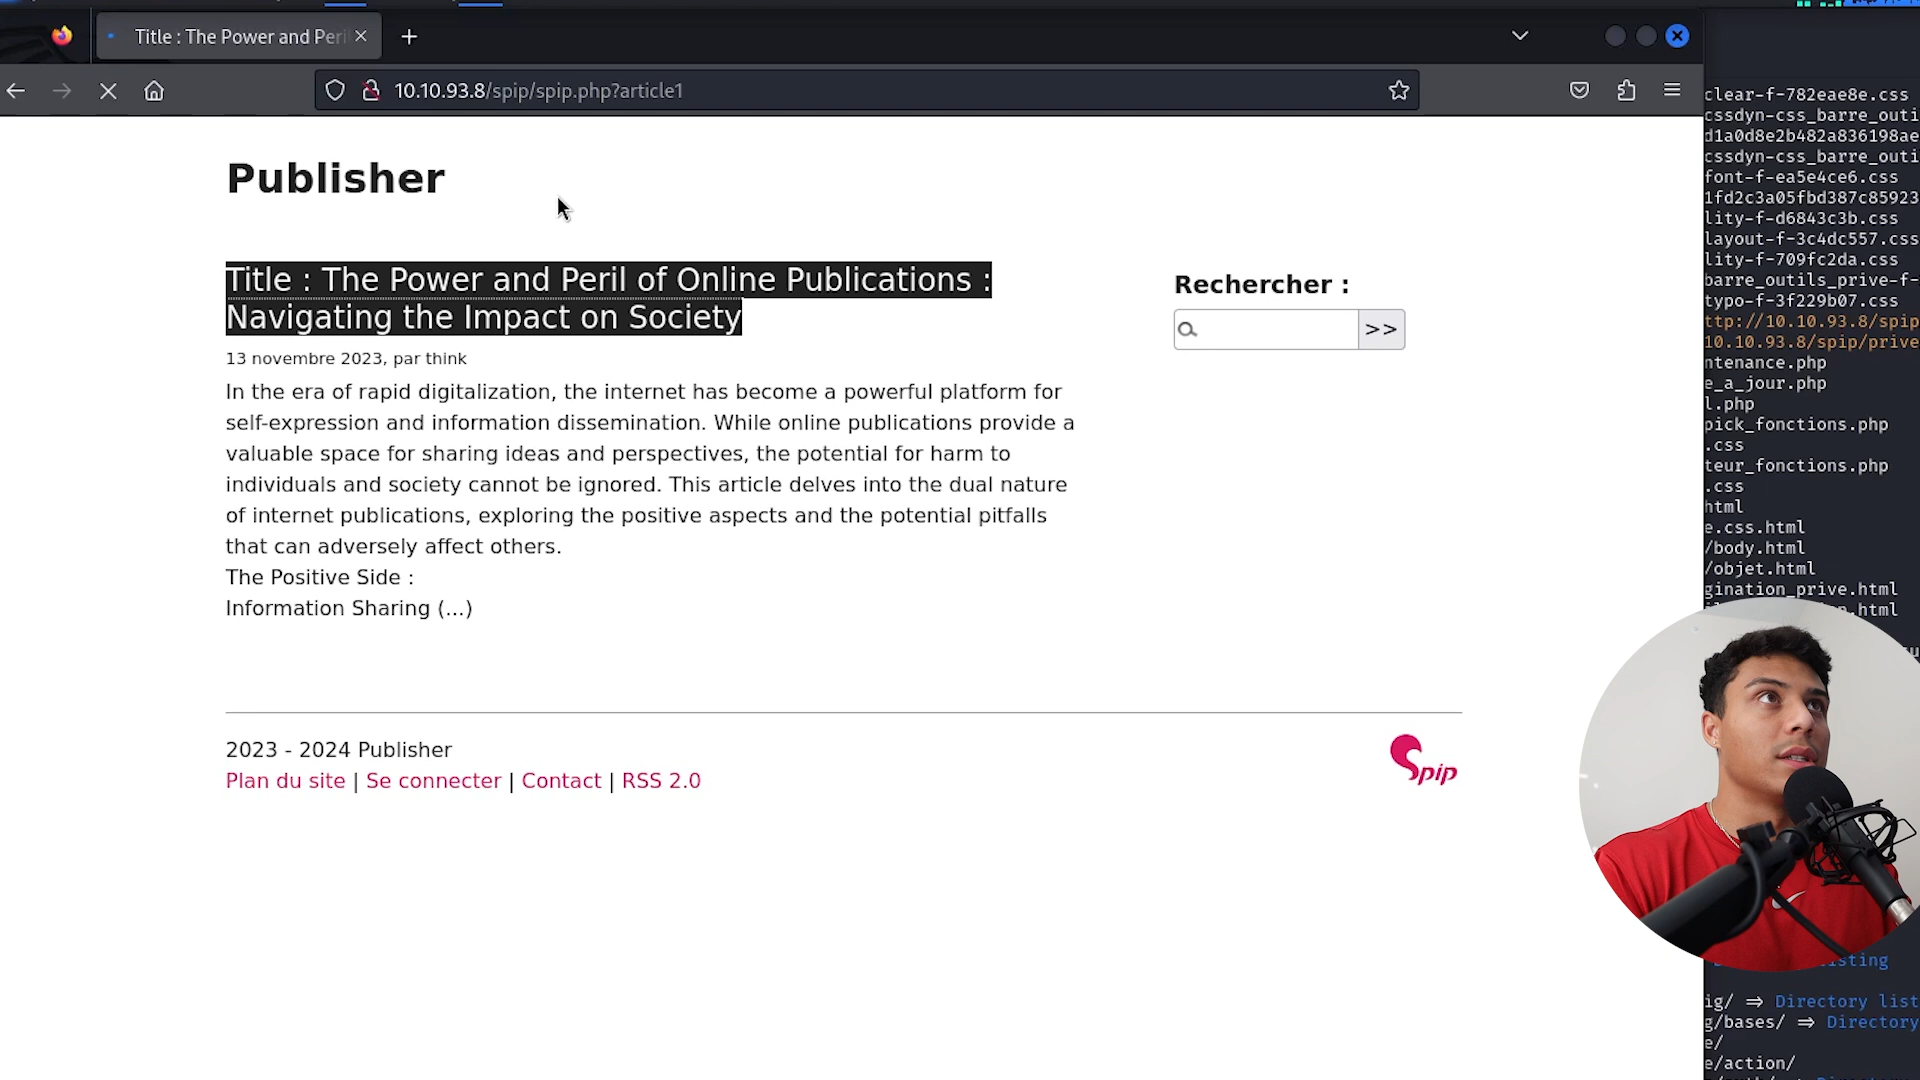 Title : The Power and Peri
10.10.93.8/spip/spip.php?article1
Publisher
Title : The Power and Peril of Online Publications :
Navigating the Impact on Society
13 novembre 2023, par think
In the era of rapid digitalization, the internet has become a powerful platform for
self-expression and information dissemination. While online publications provide a
valuable space for sharing ideas and perspectives, the potential for harm to
individuals and society cannot be ignored. This article delves into the dual nature
of internet publications, exploring the positive aspects and the potential pitfalls
that can adversely affect others.
The Positive Side :
Information Sharing (...)
Rechercher :
>>
2023 - 2024 Publisher
Plan du site | Se connecter | Contact | RSS 2.0
Spip
clear-f-782eae8e.css
cssdyn-css_barre_outi
d1a0d8e2b482a836198ae
cssdyn-css_barre_outi
font-f-ea5e4ce6.css
1fd2c3a05fbd387c85923
lity-f-d6843c3b.css
layout-f-3c4dc557.css
lity-f-709fc2da.css
barre_outils_prive-f-
typo-f-3f229b07.css
ttp://10.10.93.8/spip
10.10.93.8/spip/prive
ntenance.php
e_a_jour.php
l.php
pick_fonctions.php
.css
teur_fonctions.php
.css
html
e.css.html
/body.html
/objet.html
gination_prive.html
.html
isting
ig/ => Directory list
g/bases/ => Directory
e/
e/action/